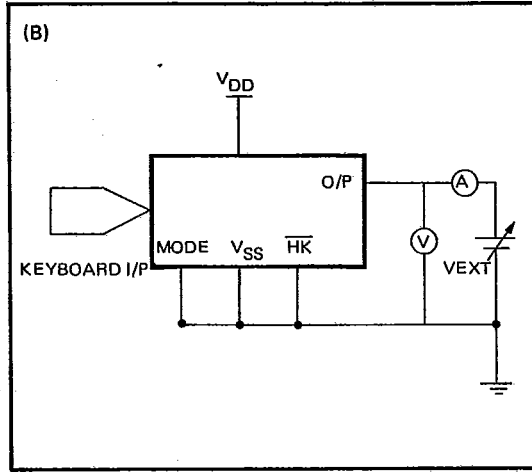 (B)
VDD
O/P
A
MODE VSS HK
V
VEXT
KEYBOARD I/P